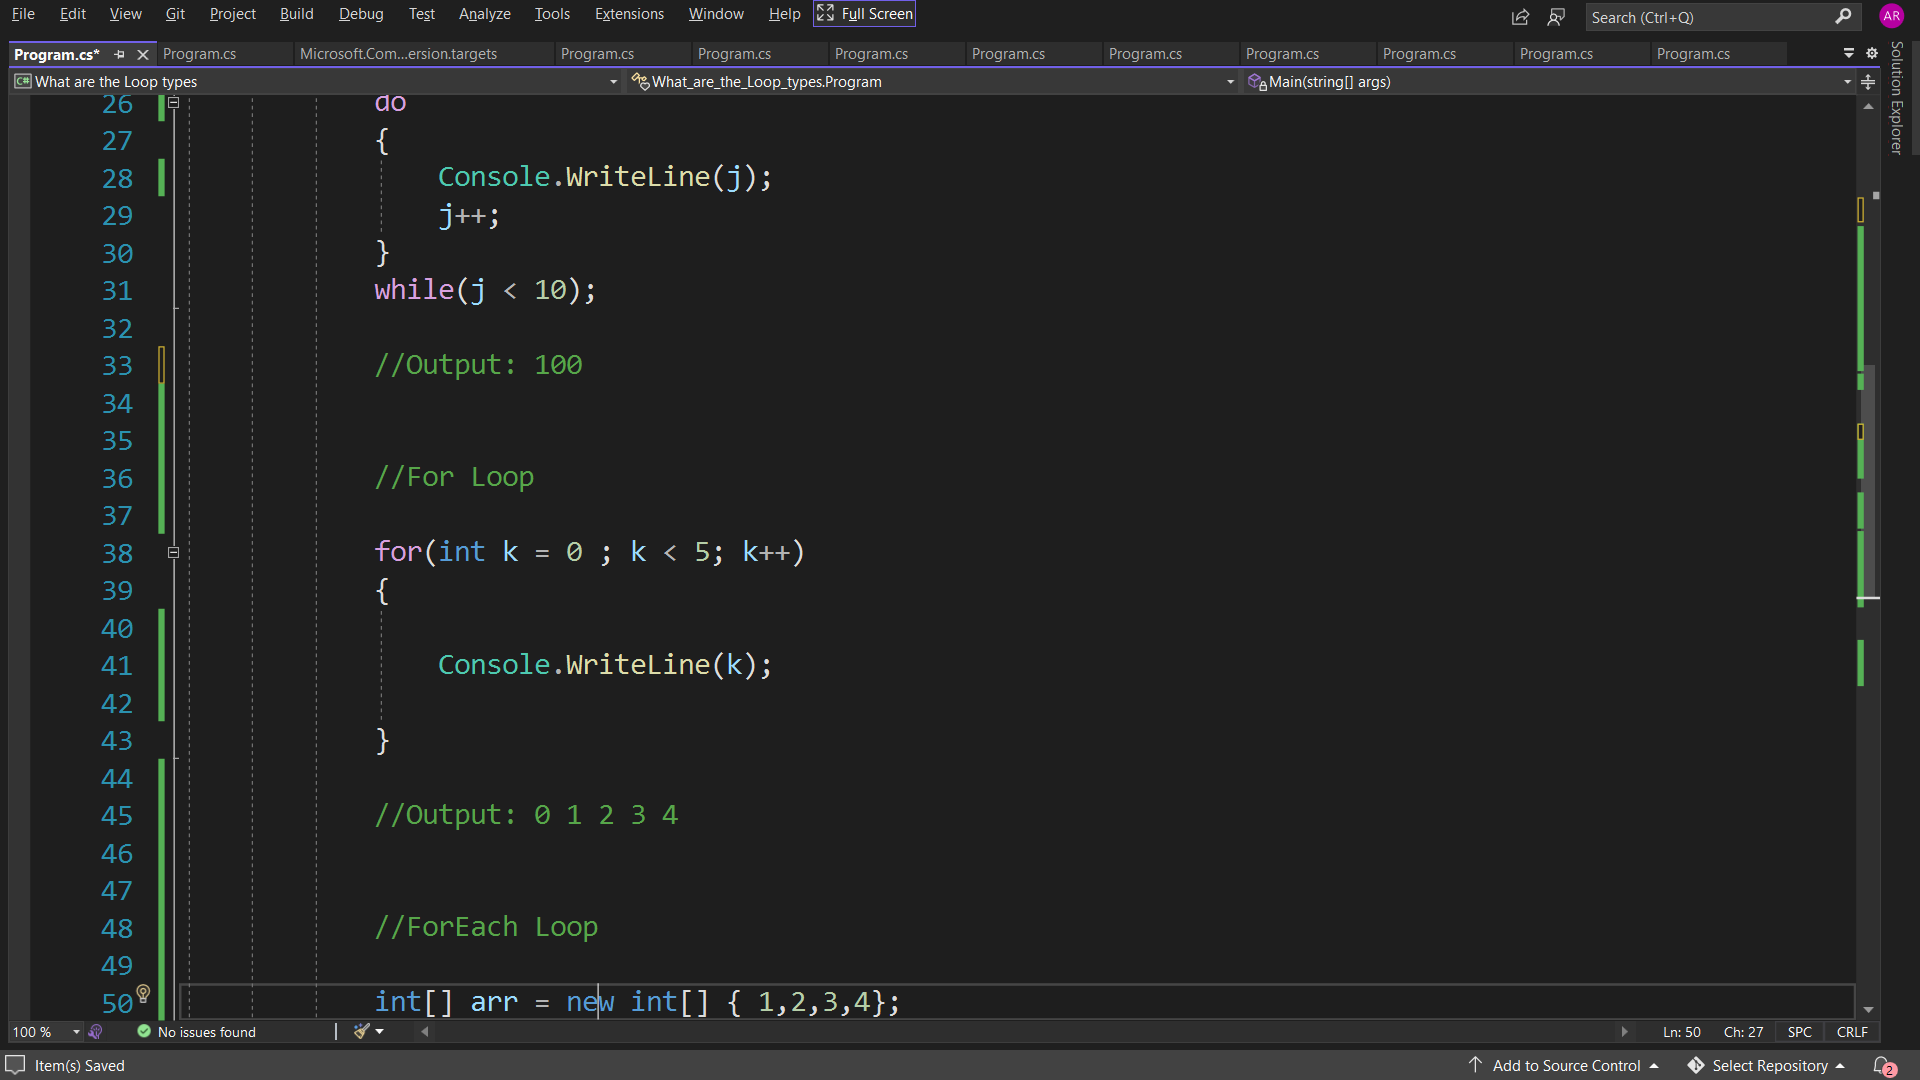 File Edit View Git Project Build Debug Test Analyze Tools Extensions Window Help Full Screen Search (Ctrl+Q) AR
Program.cs* Program.cs Microsoft.Com...ersion.targets Program.cs Program.cs Program.cs Program.cs Program.cs Program.cs Program.cs Program.cs Program.cs
Solution Explorer
C# What are the Loop types What_are_the_Loop_types.Program Main(string[] args)
26 do
27 {
28 Console.WriteLine(j);
29 j++;
30 }
31 while(j < 10);
32
33 //Output: 100
34
35
36 //For Loop
37
38 for(int k = 0 ; k < 5; k++)
39 {
40
41 Console.WriteLine(k);
42
43 }
44
45 //Output: 0 1 2 3 4
46
47
48 //ForEach Loop
49
50 int[] arr = new int[] { 1,2,3,4};
100 % No issues found Ln: 50 Ch: 27 SPC CRLF
Item(s) Saved Add to Source Control Select Repository 2